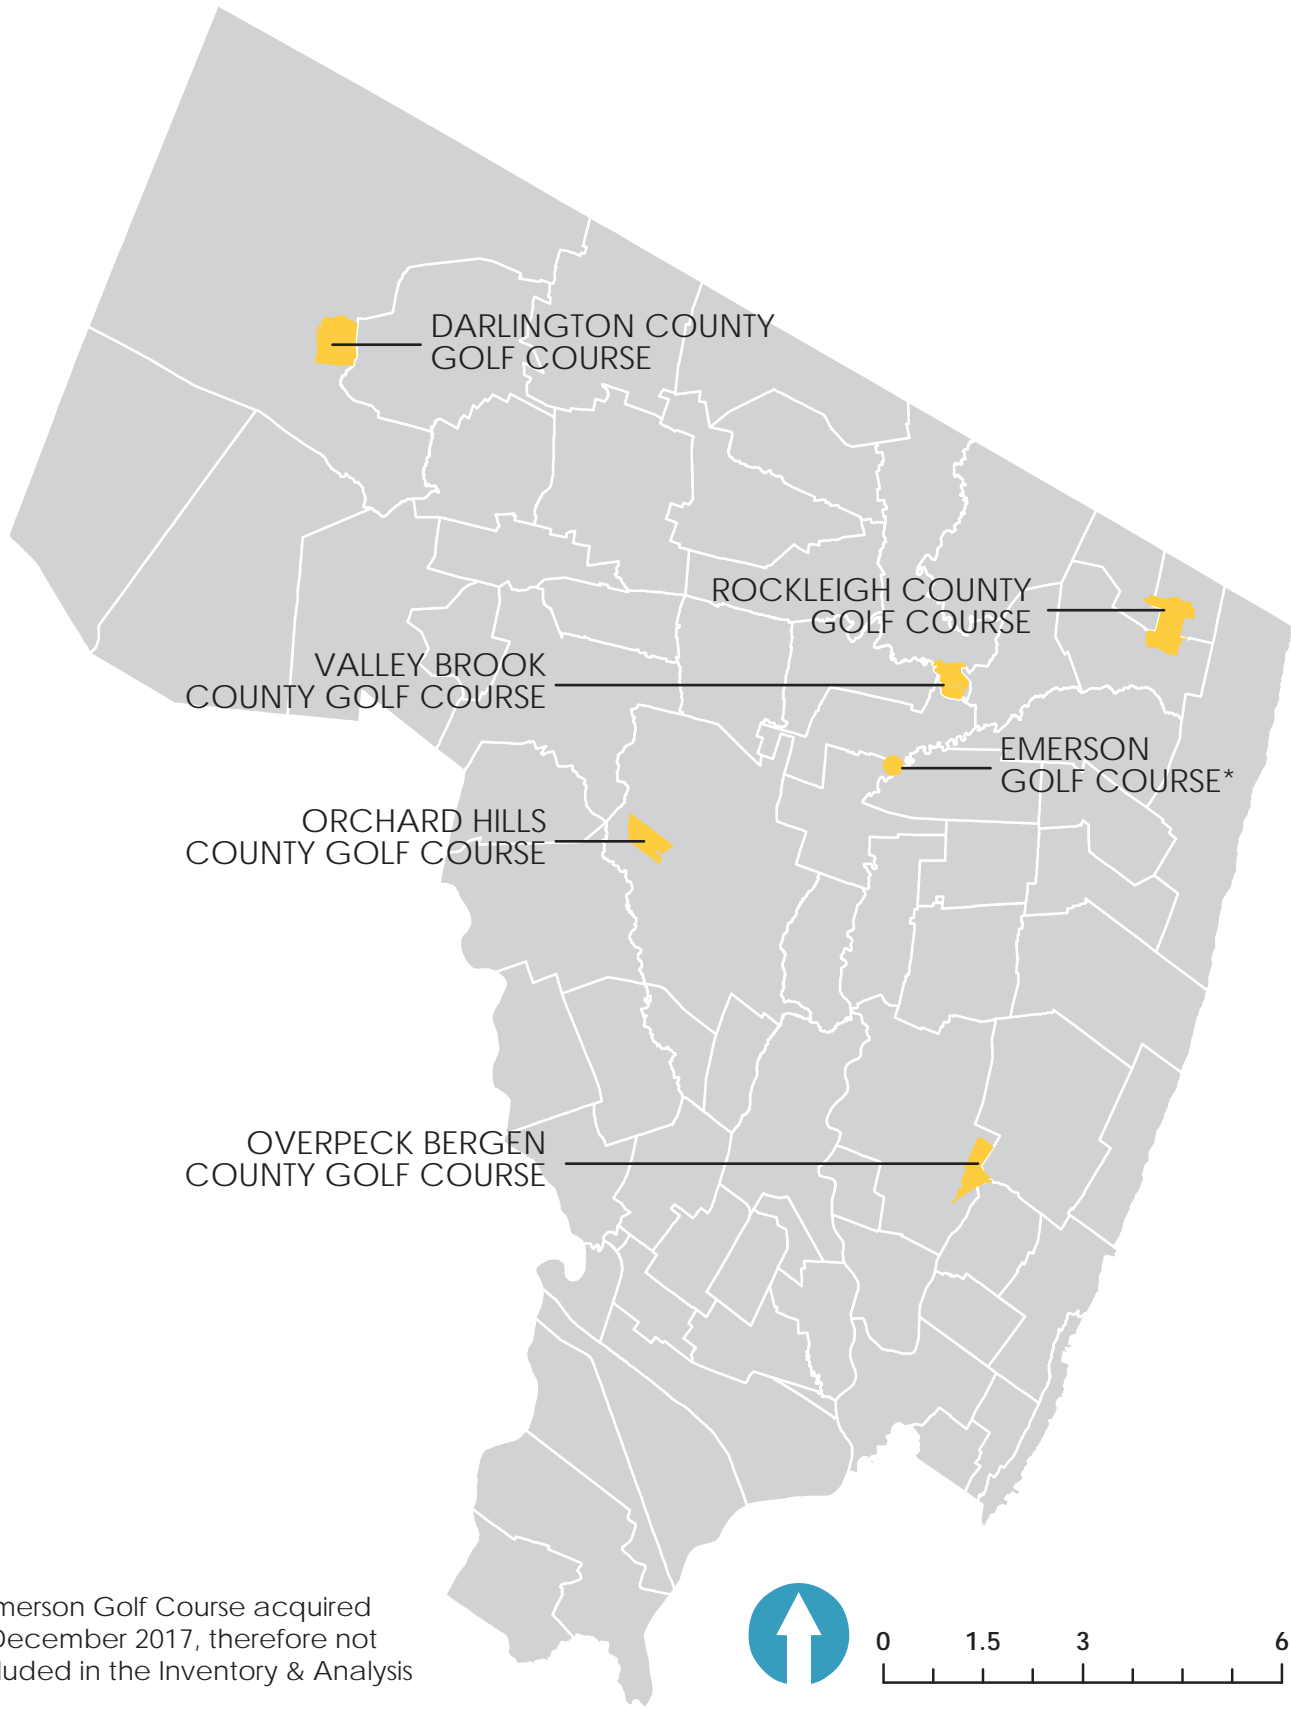 DARLINGTON COUNTY
GOLF COURSE
ROCKLEIGH COUNTY
GOLF COURSE
VALLEY BROOK
COUNTY GOLF COURSE
EMERSON
GOLF COURSE*
ORCHARD HILLS
COUNTY GOLF COURSE
OVERPECK BERGEN
COUNTY GOLF COURSE
merson Golf Course acquired
December 2017, therefore not
luded in the Inventory & Analysis
0 1.5 3 6